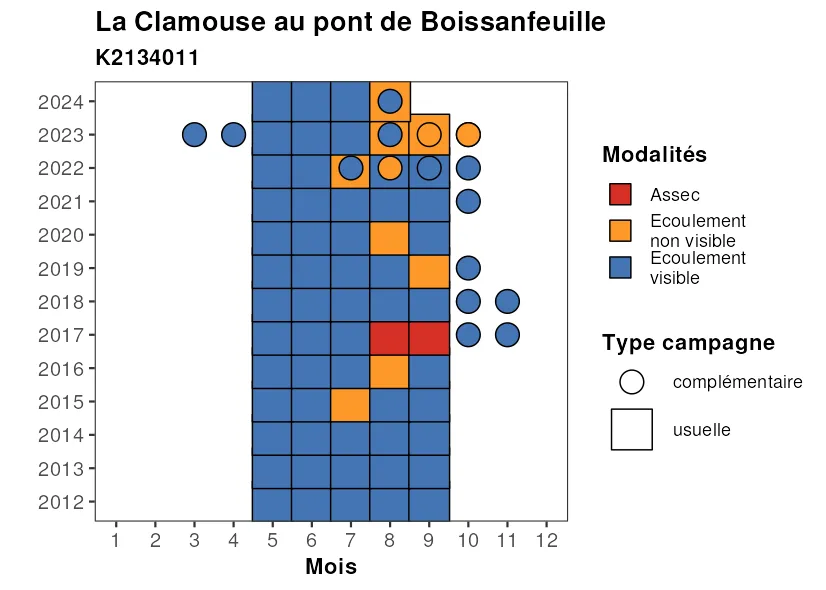 La Clamouse au pont de Boissanfeuille
K2134011
2024
2023
2022
2021
2020
2019
2018
2017
2016
2015
2014
2013
2012
1 2 3 4 5 6 7 8 9 10 11 12
Mois
Modalités
Assec
Ecoulement
non visible
Ecoulement
visible
Type campagne
complémentaire
usuelle